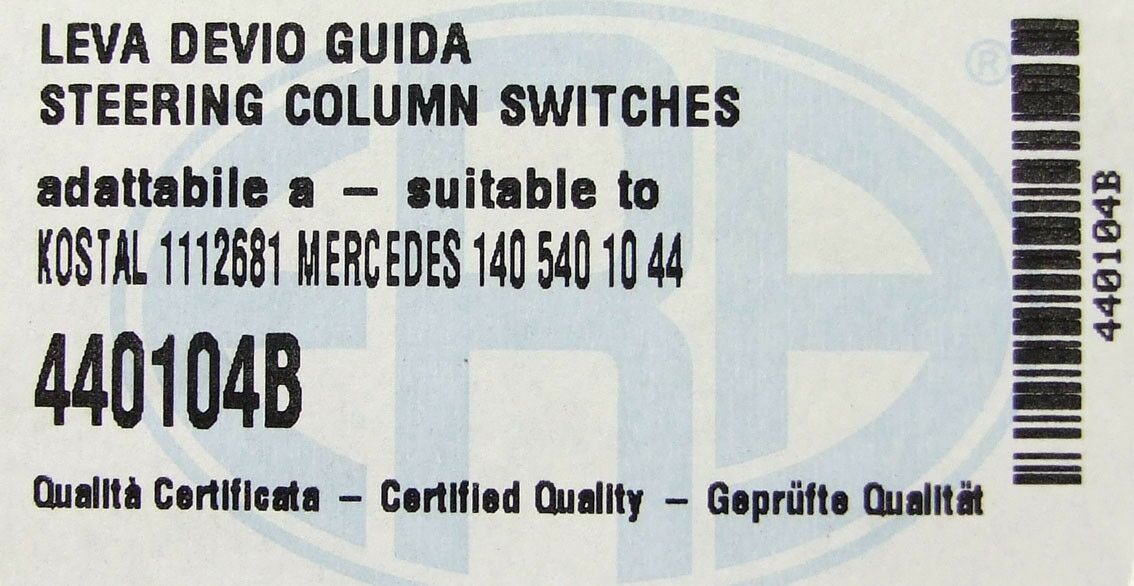 LEVA DEVIO GUIDA
STEERING COLUMN SWITCHES
adattabile a — suitable to
KOSTAL 1112681 MERCEDES 140 540 10 44
440104B
Qualità Certificata — Certified Quality — Geprüfte Qualität
440104B
ERA
®